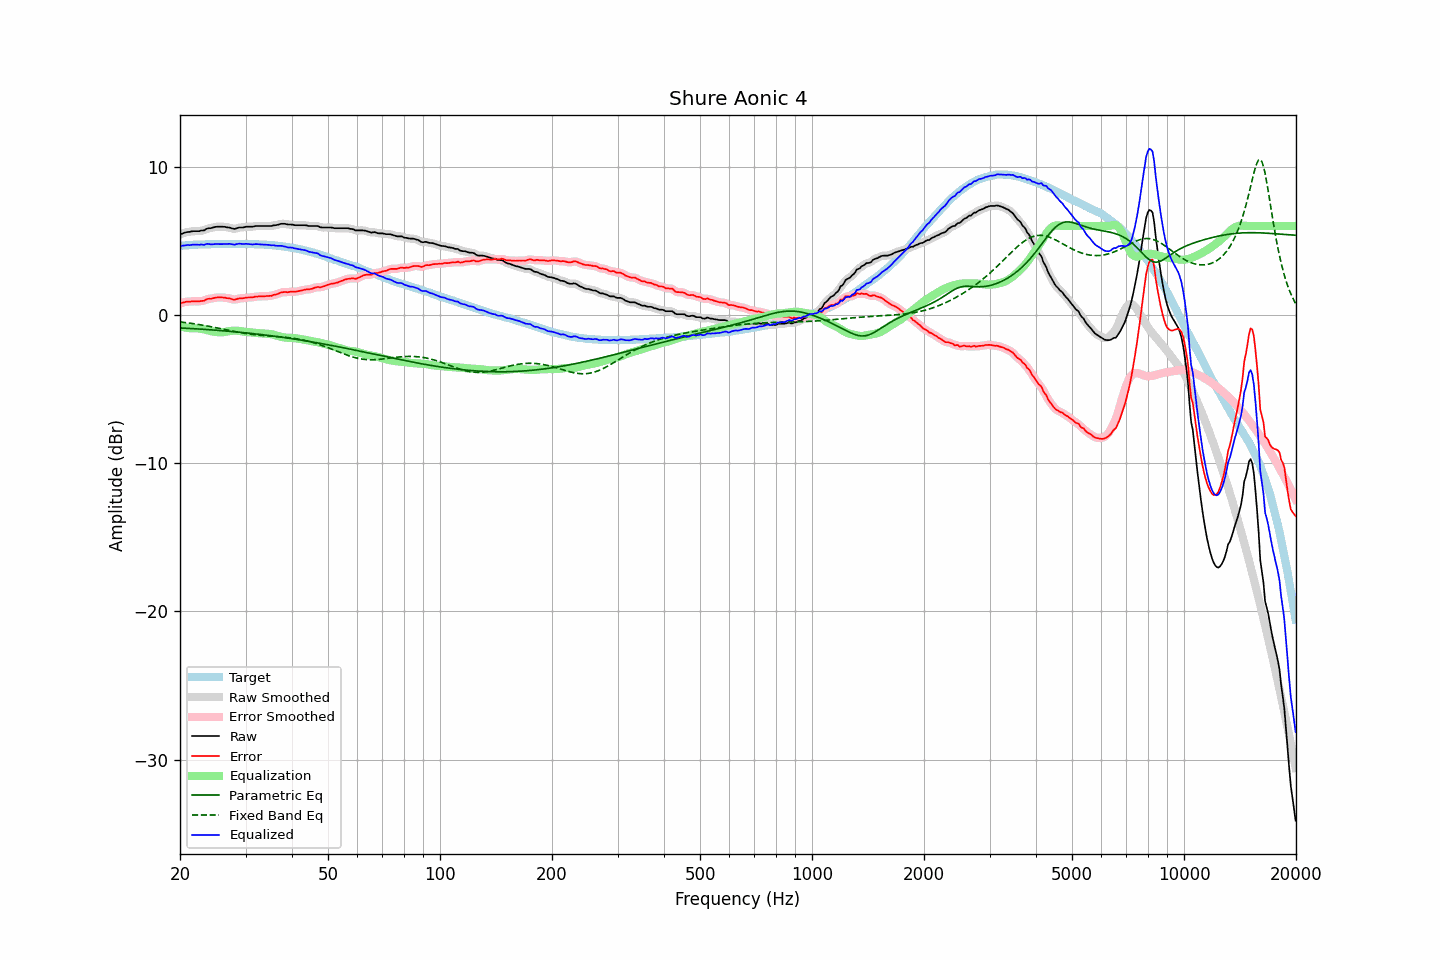 Shure Aonic 4
10
0
−10
−20
−30
Amplitude (dBr)
Target
Raw Smoothed
Error Smoothed
Raw
Error
Equalization
Parametric Eq
Fixed Band Eq
Equalized
20 50 100 200 500 1000 2000 5000 10000 20000
Frequency (Hz)